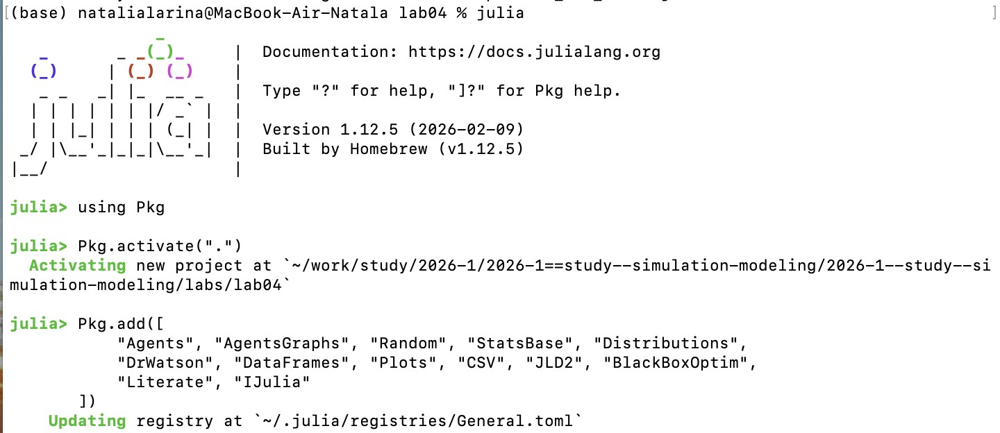 (base) natalialarina@MacBook-Air-Natala lab04 % julia
               _
   _       _ _(_)_     |  Documentation: https://docs.julialang.org
  (_)     | (_) (_)    |
   _ _   _| |_  __ _   |  Type "?" for help, "]?" for Pkg help.
  | | | | | | |/ _` |  |
  | | |_| | | | (_| |  |  Version 1.12.5 (2026-02-09)
 _/ |\__'_|_|_|\__'_|  |  Built by Homebrew (v1.12.5)
|__/                   |
julia> using Pkg
julia> Pkg.activate(".")
  Activating new project at `~/work/study/2026-1/2026-1==study--simulation-modeling/2026-1--study--si
mulation-modeling/labs/lab04`
julia> Pkg.add([
           "Agents", "AgentsGraphs", "Random", "StatsBase", "Distributions",
           "DrWatson", "DataFrames", "Plots", "CSV", "JLD2", "BlackBoxOptim",
           "Literate", "IJulia"
       ])
    Updating registry at `~/.julia/registries/General.toml`